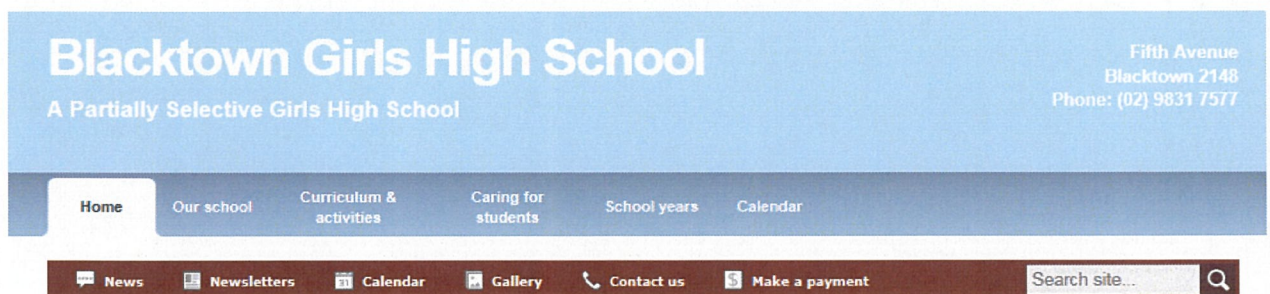 Blacktown Girls High School
A Partially Selective Girls High School
Fifth Avenue
Blacktown 2148
Phone: (02) 9831 7577
Home
Our school
Curriculum &
activities
Caring for
students
School years
Calendar
News
Newsletters
31 Calendar
Gallery
Contact us
$ Make a payment
Search site...